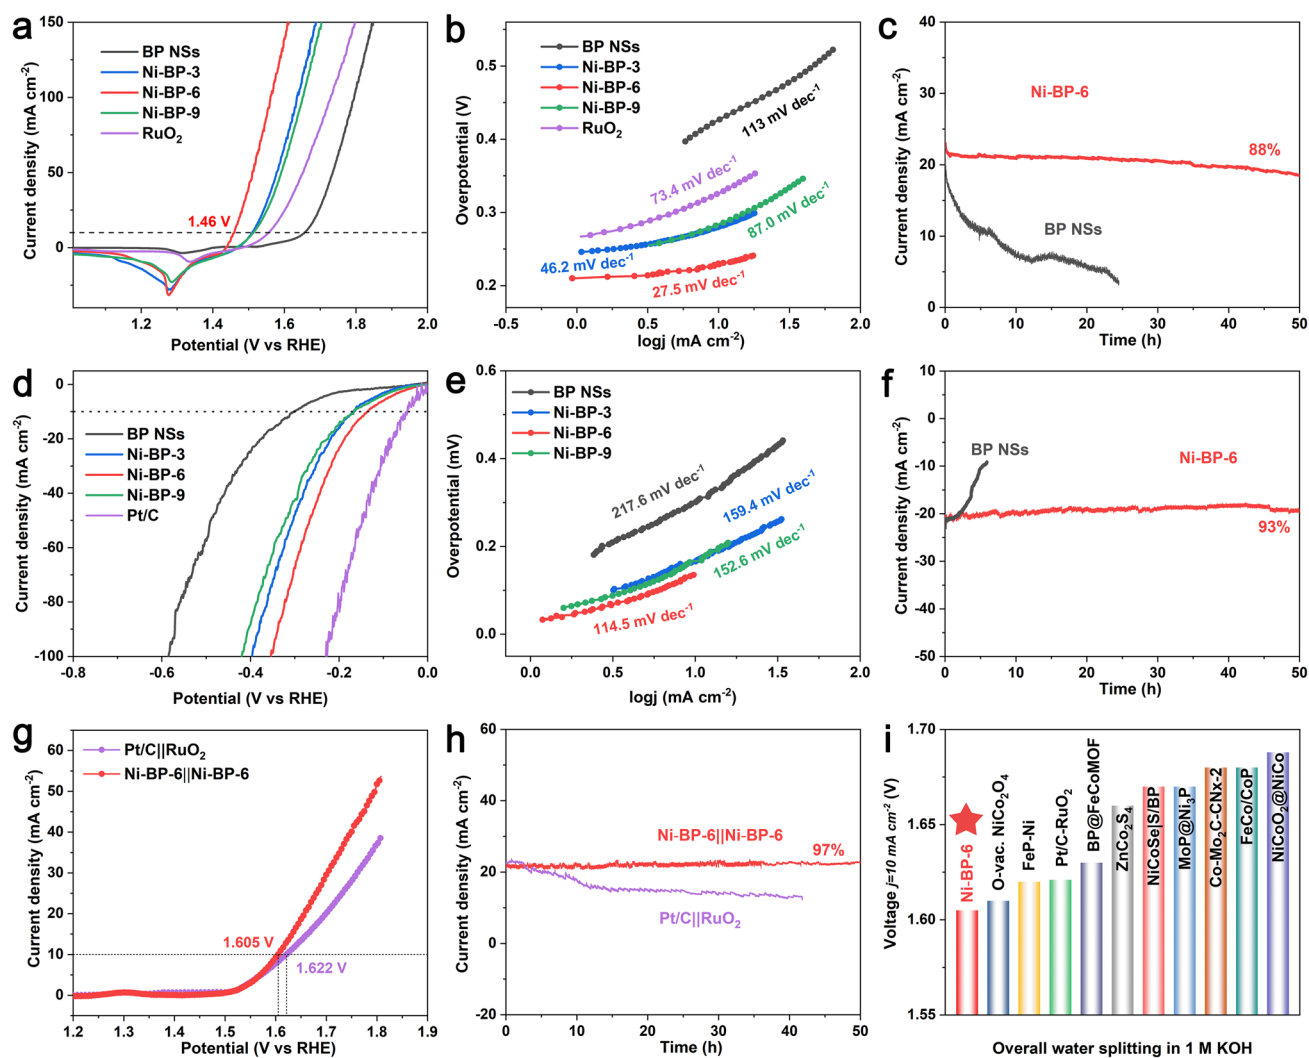 a
150
100
50
0
1.2
1.4
1.6
1.8
2.0
Current density (mA cm⁻²)
Potential (V vs RHE)
BP NSs
Ni-BP-3
Ni-BP-6
Ni-BP-9
RuO₂
1.46 V
b
0.5
0.4
0.3
0.2
-0.5
0.0
0.5
1.0
1.5
2.0
Overpotential (V)
logj (mA cm⁻²)
BP NSs
Ni-BP-3
Ni-BP-6
Ni-BP-9
RuO₂
113 mV dec⁻¹
73.4 mV dec⁻¹
87.0 mV dec⁻¹
46.2 mV dec⁻¹
27.5 mV dec⁻¹
c
40
30
20
10
0
0
10
20
30
40
50
Current density (mA cm⁻²)
Time (h)
Ni-BP-6
88%
BP NSs
d
0
-20
-40
-60
-80
-100
-0.8
-0.6
-0.4
-0.2
0.0
Current density (mA cm⁻²)
Potential (V vs RHE)
BP NSs
Ni-BP-3
Ni-BP-6
Ni-BP-9
Pt/C
e
0.6
0.4
0.2
0.0
0.0
0.5
1.0
1.5
2.0
Overpotential (mV)
logj (mA cm⁻²)
BP NSs
Ni-BP-3
Ni-BP-6
Ni-BP-9
217.6 mV dec⁻¹
159.4 mV dec⁻¹
152.6 mV dec⁻¹
114.5 mV dec⁻¹
f
10
0
-10
-20
-30
-40
-50
0
10
20
30
40
50
Current density (mA cm⁻²)
Time (h)
BP NSs
Ni-BP-6
93%
g
60
50
40
30
20
10
0
1.2
1.3
1.4
1.5
1.6
1.7
1.8
1.9
Current density (mA cm⁻²)
Potential (V vs RHE)
Pt/C||RuO₂
Ni-BP-6||Ni-BP-6
1.605 V
1.622 V
h
60
40
20
0
-20
0
10
20
30
40
50
Current density (mA cm⁻²)
Time (h)
Ni-BP-6||Ni-BP-6
97%
Pt/C||RuO₂
i
1.70
1.65
1.60
1.55
Voltage j=10 mA cm⁻² (V)
Ni-BP-6
O-vac. NiCo₂O₄
FeP-Ni
Pt/C-RuO₂
BP@FeCoMOF
ZnCo₂S₄
NiCoSe|S/BP
MoP@Ni₃P
Co-Mo₂C-CNx-2
FeCo/CoP
NiCoO₂@NiCo
Overall water splitting in 1 M KOH